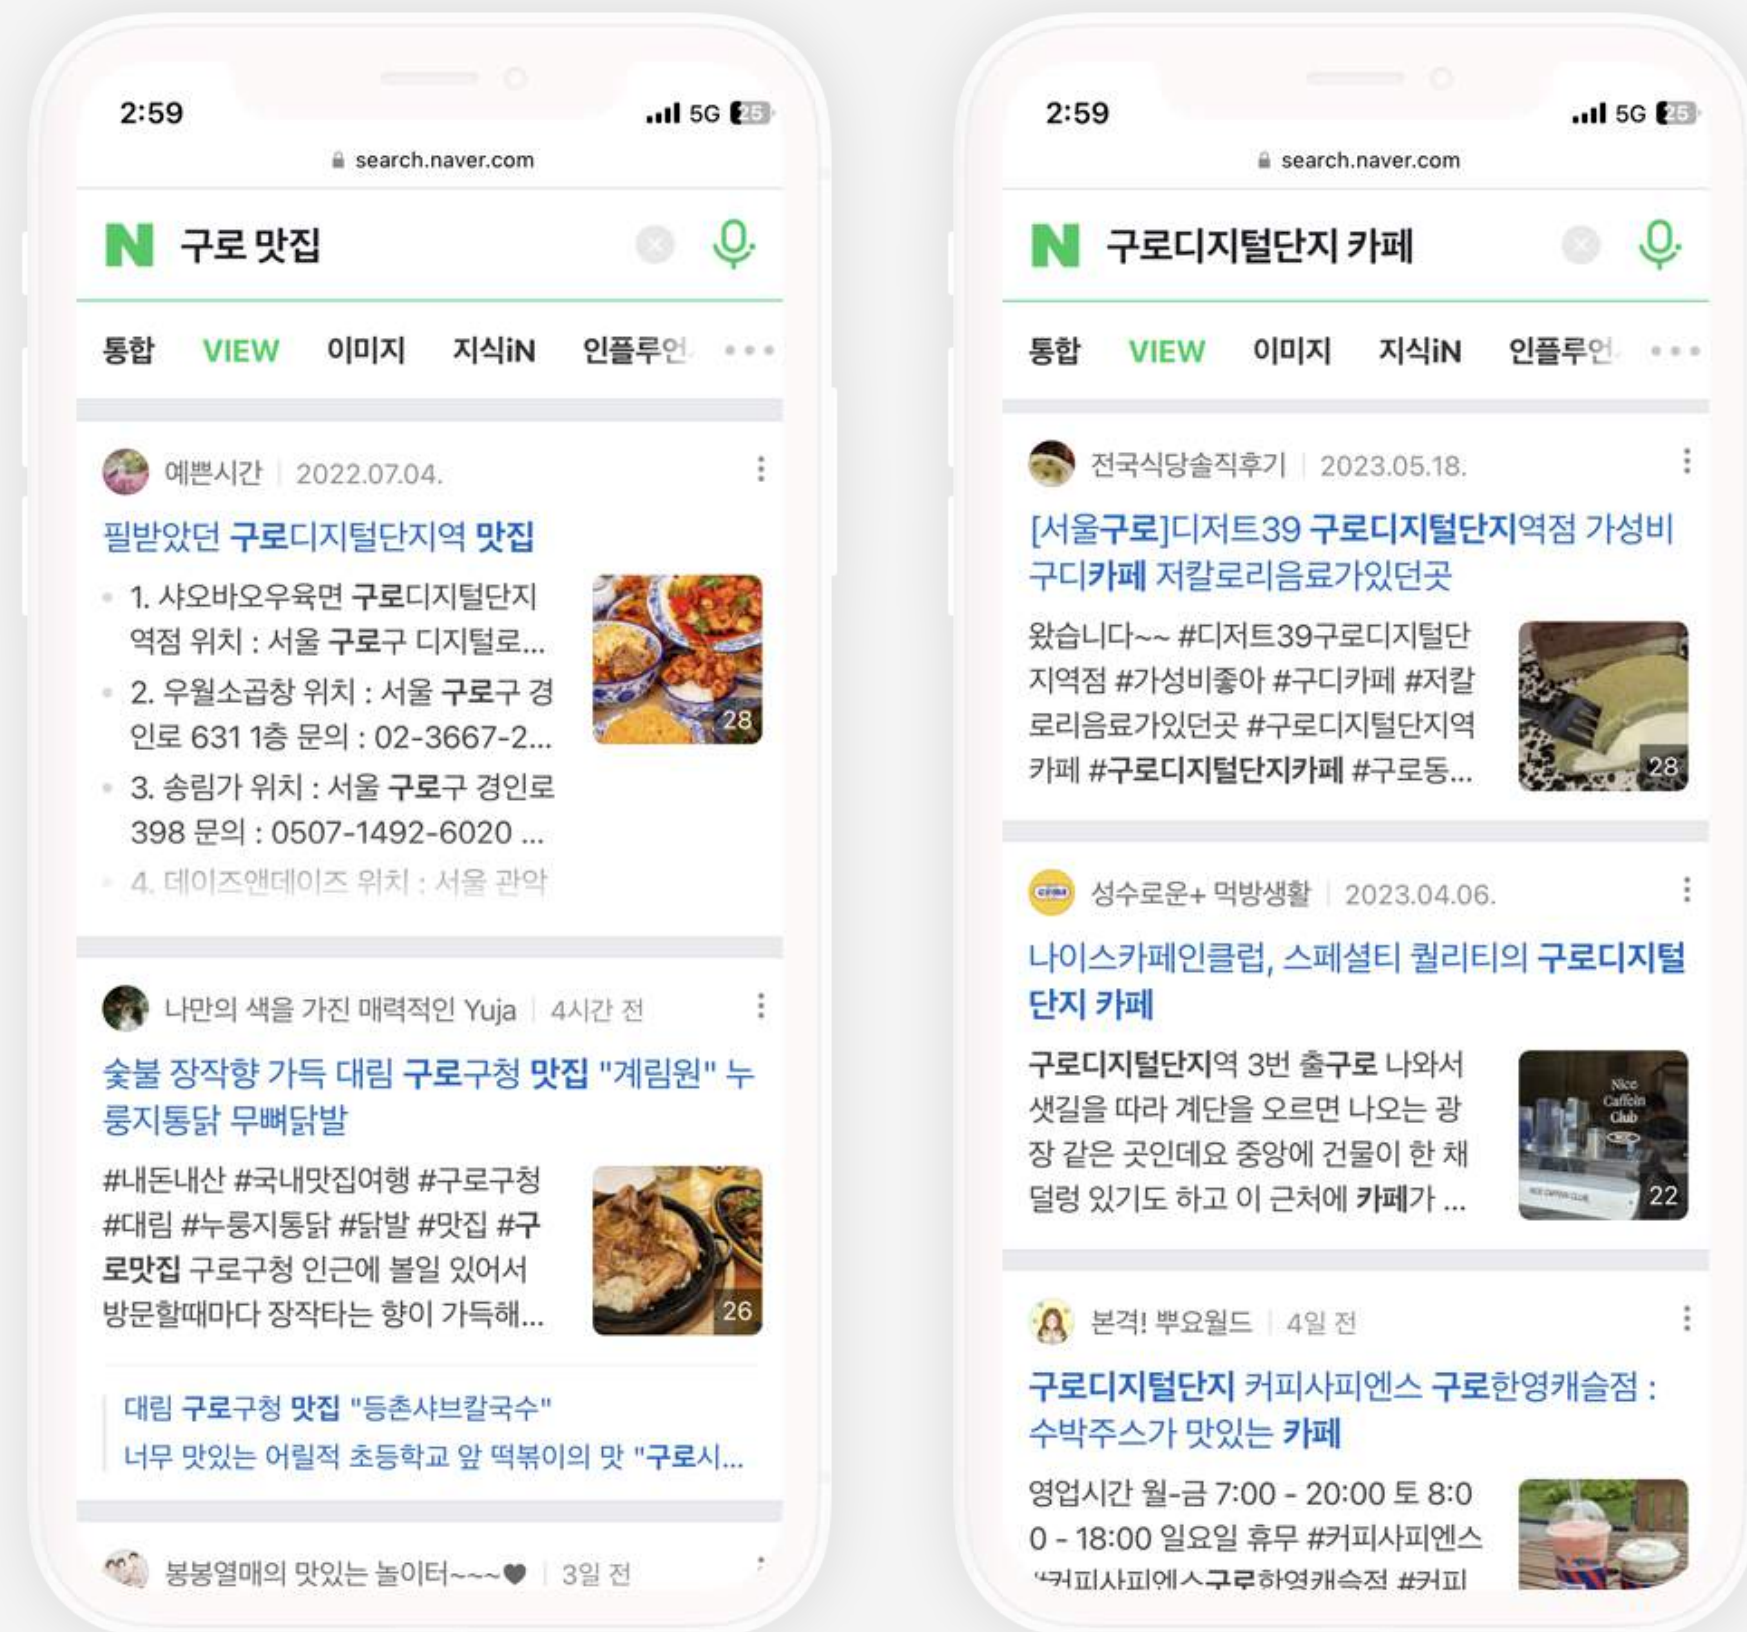 2:59
5G 25
search.naver.com
N 구로 맛집
통합 VIEW 이미지 지식iN 인플루언
예쁜시간 2022.07.04.
필받았던 구로디지털단지역 맛집
1. 샤오바오우육면 구로디지털단지
역점 위치 : 서울 구로구 디지털로...
2. 우월소곱창 위치 : 서울 구로구 경
인로 631 1층 문의 : 02-3667-2...
3. 송림가 위치 : 서울 구로구 경인로
398 문의 : 0507-1492-6020 ...
4. 데이즈앤데이즈 위치 : 서울 관악
28
나만의 색을 가진 매력적인 Yuja 4시간 전
숯불 장작향 가득 대림 구로구청 맛집 "계림원" 누
룽지통닭 무뼈닭발
#내돈내산 #국내맛집여행 #구로구청
#대림 #누룽지통닭 #닭발 #맛집 #구
로맛집 구로구청 인근에 볼일 있어서
방문할때마다 장작타는 향이 가득해...
26
대림 구로구청 맛집 "등촌샤브칼국수"
너무 맛있는 어릴적 초등학교 앞 떡볶이의 맛 "구로시...
봉봉열매의 맛있는 놀이터~~~♥ 3일 전
2:59
5G 25
search.naver.com
N 구로디지털단지 카페
통합 VIEW 이미지 지식iN 인플루언
전국식당솔직후기 2023.05.18.
[서울구로]디저트39 구로디지털단지역점 가성비
구디카페 저칼로리음료가있던곳
왔습니다~~ #디저트39구로디지털단
지역점 #가성비좋아 #구디카페 #저칼
로리음료가있던곳 #구로디지털단지역
카페 #구로디지털단지카페 #구로동...
28
성수로운+ 먹방생활 2023.04.06.
나이스카페인클럽, 스페셜티 퀄리티의 구로디지털
단지 카페
구로디지털단지역 3번 출구로 나와서
샛길을 따라 계단을 오르면 나오는 광
장 같은 곳인데요 중앙에 건물이 한 채
덜렁 있기도 하고 이 근처에 카페가 ...
Nice
Caffein
Club
22
본격! 뿌요월드 4일 전
구로디지털단지 커피사피엔스 구로한영캐슬점 :
수박주스가 맛있는 카페
영업시간 월-금 7:00 - 20:00 토 8:0
0 - 18:00 일요일 휴무 #커피사피엔스
#커피사피엔스구로한영캐슬점 #커피